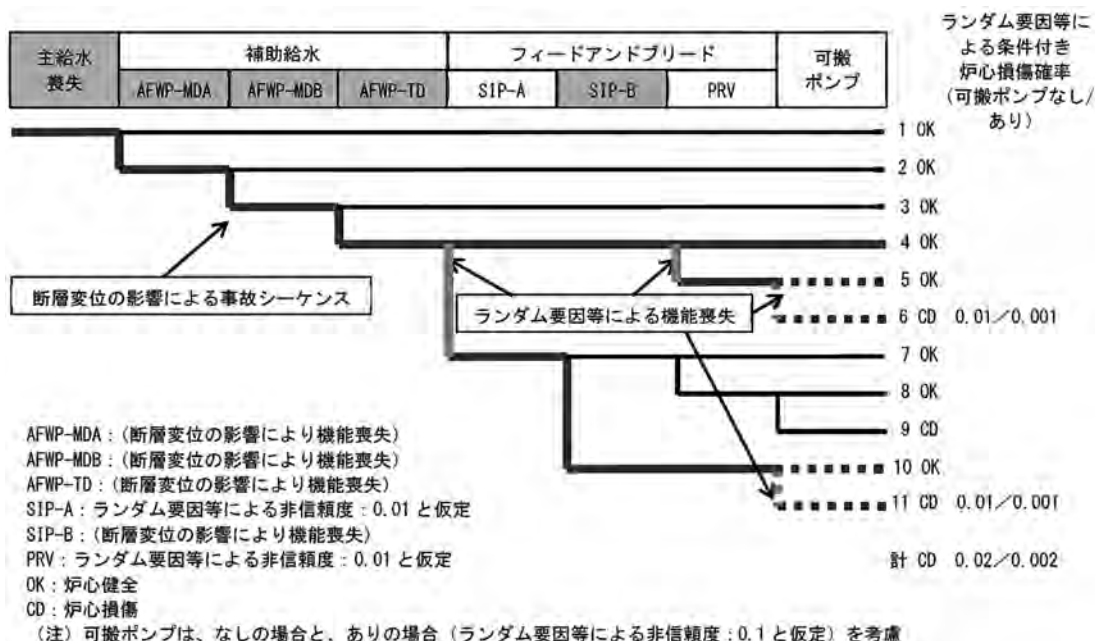 主給水
喪失
補助給水
AFWP-MDA
AFWP-MDB
AFWP-TD
フィードアンドブリード
SIP-A
SIP-B
PRV
可搬
ポンプ
ランダム要因等に
よる条件付き
炉心損傷確率
(可搬ポンプなし/
あり)
1 OK
2 OK
3 OK
4 OK
5 OK
6 CD 0.01/0.001
7 OK
8 OK
9 CD
10 OK
11 CD 0.01/0.001
計 CD 0.02/0.002
断層変位の影響による事故シーケンス
ランダム要因等による機能喪失
AFWP-MDA:(断層変位の影響により機能喪失)
AFWP-MDB:(断層変位の影響により機能喪失)
AFWP-TD:(断層変位の影響により機能喪失)
SIP-A:ランダム要因等による非信頼度:0.01と仮定
SIP-B:(断層変位の影響により機能喪失)
PRV:ランダム要因等による非信頼度:0.01と仮定
OK:炉心健全
CD:炉心損傷
(注)可搬ポンプは、なしの場合と、ありの場合(ランダム要因等による非信頼度:0.1と仮定)を考慮